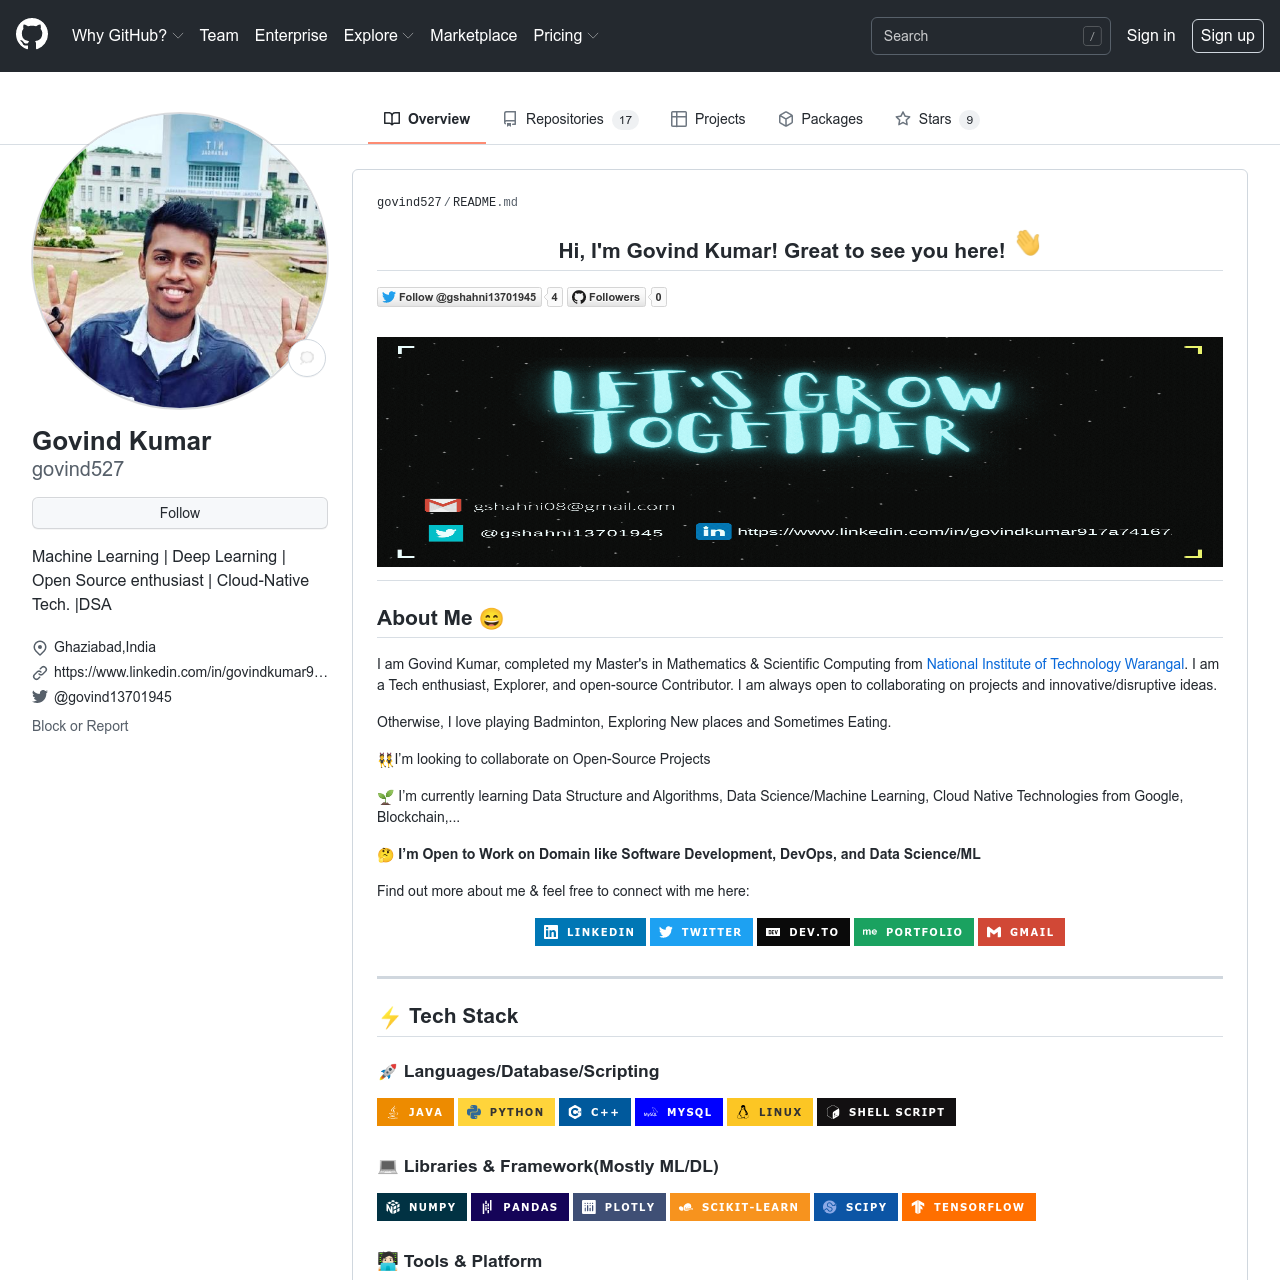 Why GitHub? Team Enterprise Explore Marketplace Pricing Search / Sign in Sign up
Overview Repositories 17 Projects Packages Stars 9
NIT
Govind Kumar
govind527
Follow
Machine Learning | Deep Learning |
Open Source enthusiast | Cloud-Native
Tech. |DSA
Ghaziabad,India
https://www.linkedin.com/in/govindkumar9…
@govind13701945
Block or Report
govind527/README.md
Hi, I'm Govind Kumar! Great to see you here! 👋
Follow @gshahni13701945 4 Followers 0
LET'S GROW
TOGETHER
gshahni08@gmail.com
@gshahni13701945 in https://www.linkedin.com/in/govindkumar917a74167
About Me 😄
I am Govind Kumar, completed my Master's in Mathematics & Scientific Computing from National Institute of Technology Warangal. I am
a Tech enthusiast, Explorer, and open-source Contributor. I am always open to collaborating on projects and innovative/disruptive ideas.
Otherwise, I love playing Badminton, Exploring New places and Sometimes Eating.
👯I’m looking to collaborate on Open-Source Projects
🌱 I’m currently learning Data Structure and Algorithms, Data Science/Machine Learning, Cloud Native Technologies from Google,
Blockchain,...
🤔 I’m Open to Work on Domain like Software Development, DevOps, and Data Science/ML
Find out more about me & feel free to connect with me here:
in LINKEDIN TWITTER DEV DEV.TO me PORTFOLIO GMAIL
⚡ Tech Stack
🚀 Languages/Database/Scripting
JAVA PYTHON C++ MySQL MYSQL LINUX SHELL SCRIPT
💻 Libraries & Framework(Mostly ML/DL)
NUMPY PANDAS PLOTLY SCIKIT-LEARN SCIPY TENSORFLOW
👨🏻‍💻 Tools & Platform